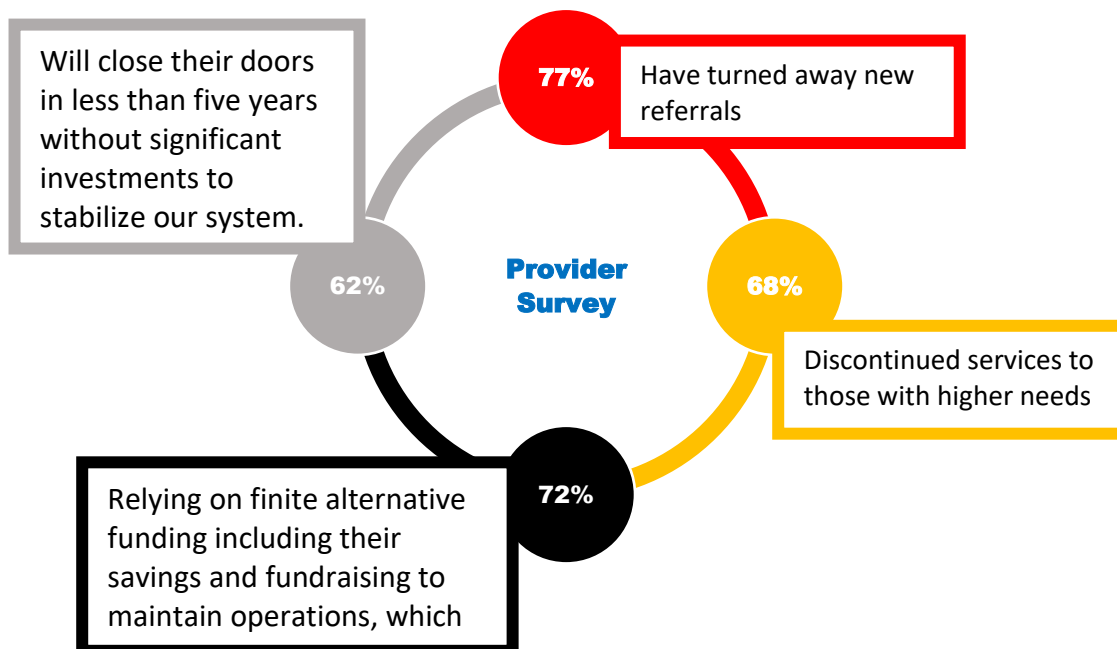 Will close their doors
in less than five years
without significant
investments to
stabilize our system.
77%
Have turned away new
referrals
62%
Provider
Survey
68%
Discontinued services to
those with higher needs
72%
Relying on finite alternative
funding including their
savings and fundraising to
maintain operations, which